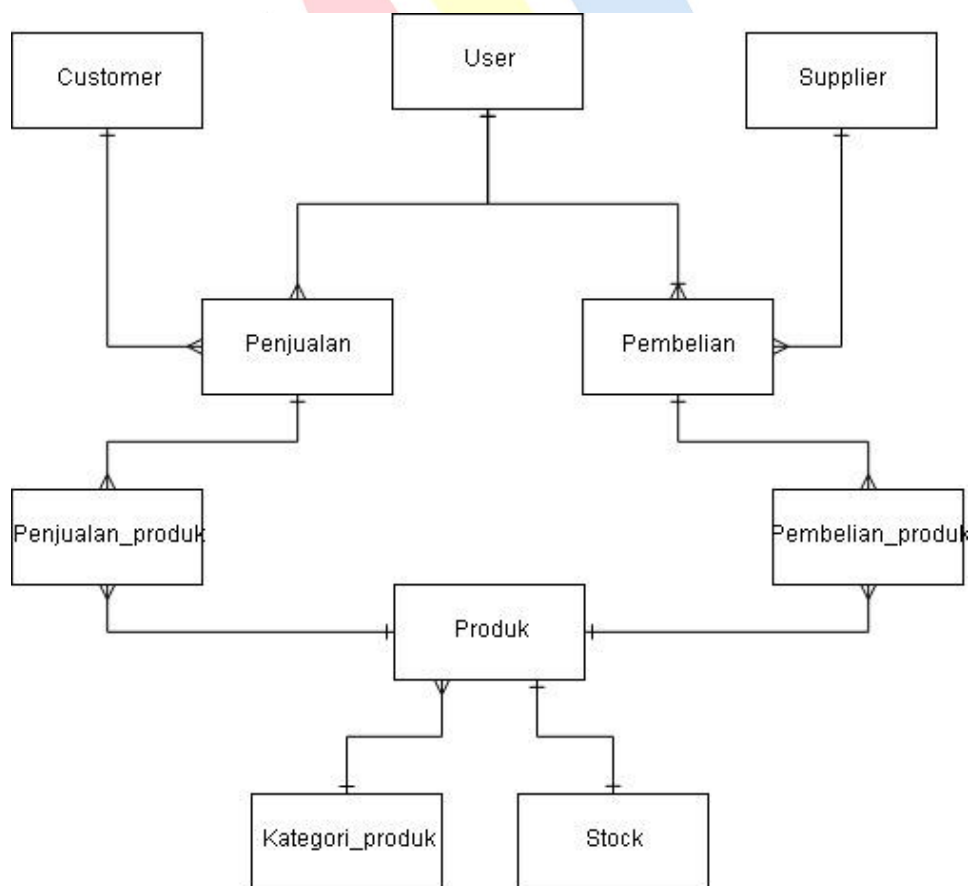 Customer
User
Supplier
Penjualan
Pembelian
Penjualan_produk
Pembelian_produk
Produk
Kategori_produk
Stock